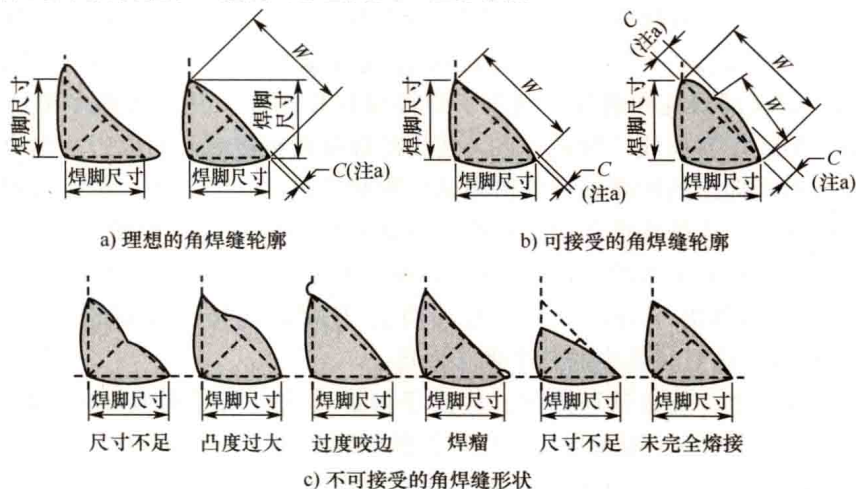 C
(注a)
W
焊脚尺寸
焊脚尺寸
焊脚尺寸
焊脚尺寸
C(注a)
W
焊脚尺寸
焊脚尺寸
C
(注a)
W
焊脚尺寸
焊脚尺寸
C
(注a)
a) 理想的角焊缝轮廓
b) 可接受的角焊缝轮廓
焊脚尺寸
焊脚尺寸
焊脚尺寸
焊脚尺寸
焊脚尺寸
焊脚尺寸
尺寸不足
凸度过大
过度咬边
焊瘤
尺寸不足
未完全熔接
c) 不可接受的角焊缝形状